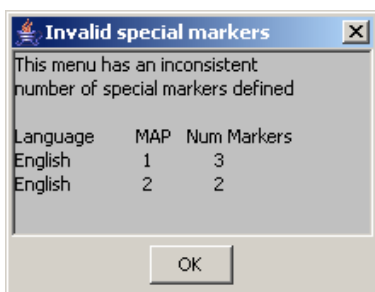 Invalid special markers
This menu has an inconsistent
number of special markers defined
Language MAP Num Markers
English 1 3
English 2 2
OK